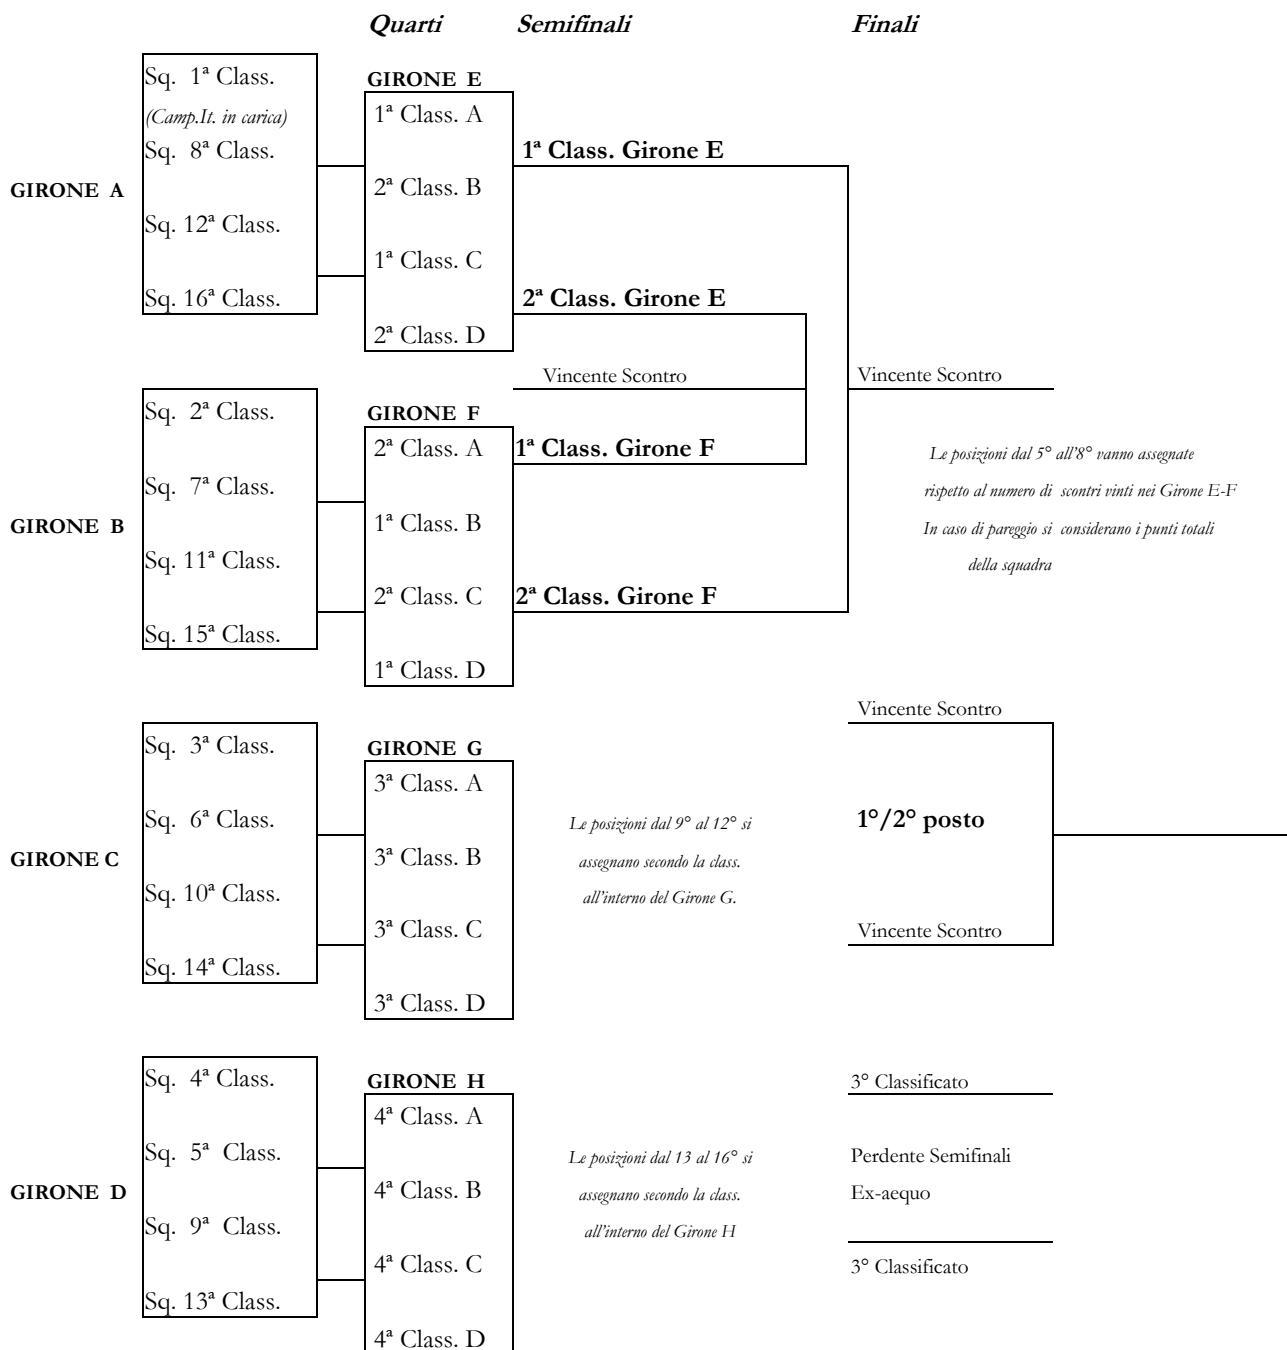 Quarti
Semifinali
Finali
GIRONE A
Sq. 1ª Class.
(Camp.It. in carica)
Sq. 8ª Class.
Sq. 12ª Class.
Sq. 16ª Class.
GIRONE E
1ª Class. A
2ª Class. B
1ª Class. C
2ª Class. D
1ª Class. Girone E
2ª Class. Girone E
Vincente Scontro
Vincente Scontro
GIRONE B
Sq. 2ª Class.
Sq. 7ª Class.
Sq. 11ª Class.
Sq. 15ª Class.
GIRONE F
2ª Class. A
1ª Class. B
2ª Class. C
1ª Class. D
1ª Class. Girone F
2ª Class. Girone F
Le posizioni dal 5° all'8° vanno assegnate
rispetto al numero di scontri vinti nei Girone E-F
In caso di pareggio si considerano i punti totali
della squadra
GIRONE C
Sq. 3ª Class.
Sq. 6ª Class.
Sq. 10ª Class.
Sq. 14ª Class.
GIRONE G
3ª Class. A
3ª Class. B
3ª Class. C
3ª Class. D
Le posizioni dal 9° al 12° si
assegnano secondo la class.
all'interno del Girone G.
Vincente Scontro
1°/2° posto
Vincente Scontro
GIRONE D
Sq. 4ª Class.
Sq. 5ª Class.
Sq. 9ª Class.
Sq. 13ª Class.
GIRONE H
4ª Class. A
4ª Class. B
4ª Class. C
4ª Class. D
Le posizioni dal 13 al 16° si
assegnano secondo la class.
all'interno del Girone H
3° Classificato
Perdente Semifinali
Ex-aequo
3° Classificato